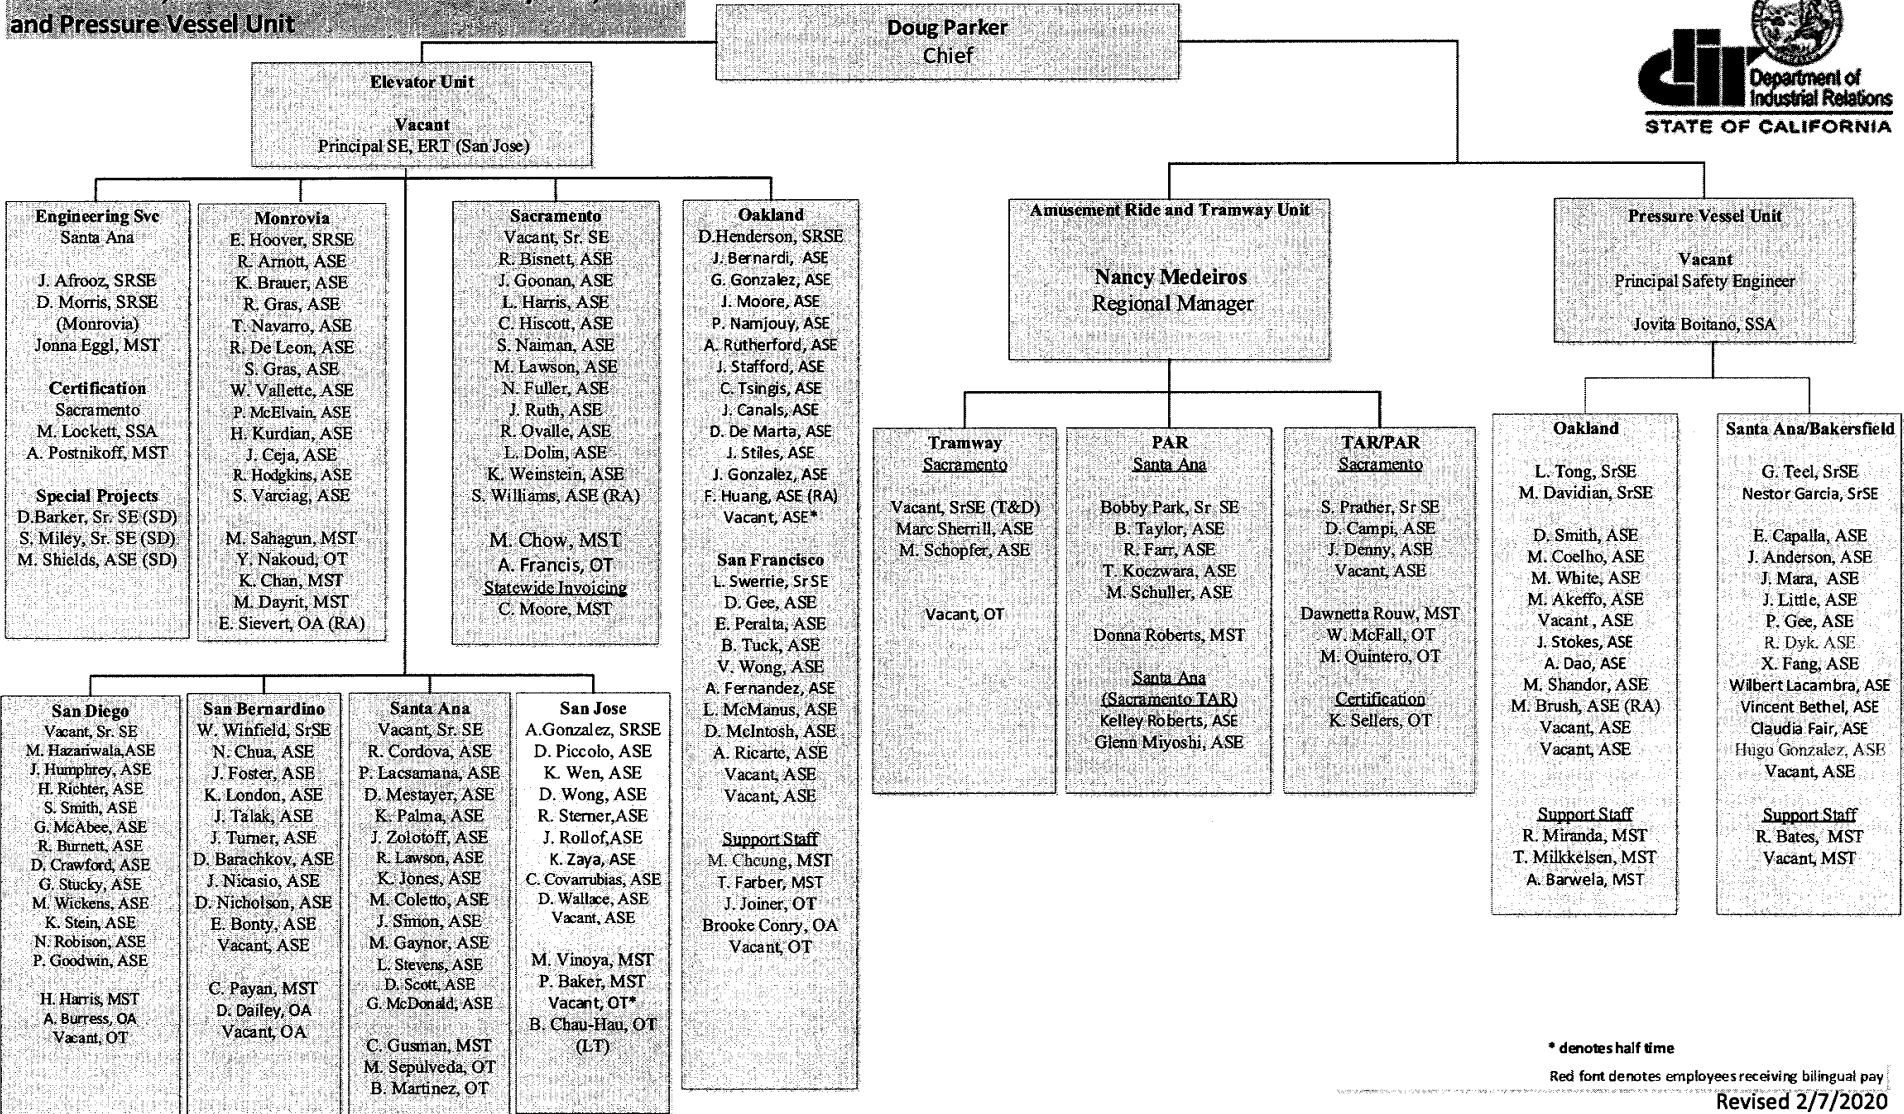 and Pressure Vessel Unit
Doug Parker
Chief
Department of
Industrial Relations
STATE OF CALIFORNIA
Elevator Unit
Vacant
Principal SE, ERT (San Jose)
Engineering Svc
Santa Ana
J. Afrooz, SRSE
D. Morris, SRSE
(Monrovia)
Jonna Eggl, MST
Certification
Sacramento
M. Lockett, SSA
A. Postnikoff, MST
Special Projects
D.Barker, Sr. SE (SD)
S. Miley, Sr. SE (SD)
M. Shields, ASE (SD)
Monrovia
E. Hoover, SRSE
R. Arnott, ASE
K. Brauer, ASE
R. Gras, ASE
T. Navarro, ASE
R. De Leon, ASE
S. Gras, ASE
W. Vallette, ASE
P. McElvain, ASE
H. Kurdian, ASE
J. Ceja, ASE
R. Hodgkins, ASE
S. Varciag, ASE
M. Sahagun, MST
Y. Nakoud, OT
K. Chan, MST
M. Dayrit, MST
E. Sievert, OA (RA)
Sacramento
Vacant, Sr. SE
R. Bisnett, ASE
J. Goonan, ASE
L. Harris, ASE
C. Hiscott, ASE
S. Naiman, ASE
M. Lawson, ASE
N. Fuller, ASE
J. Ruth, ASE
R. Ovalle, ASE
L. Dolin, ASE
K. Weinstein, ASE
S. Williams, ASE (RA)
M. Chow, MST
A. Francis, OT
Statewide Invoicing
C. Moore, MST
Oakland
D.Henderson, SRSE
J. Bernardi, ASE
G. Gonzalez, ASE
J. Moore, ASE
P. Namjouy, ASE
A. Rutherford, ASE
J. Stafford, ASE
C. Tsingis, ASE
J. Canals, ASE
D. De Marta, ASE
J. Stiles, ASE
J. Gonzalez, ASE
F. Huang, ASE (RA)
Vacant, ASE*
San Francisco
L. Swerrie, Sr SE
D. Gee, ASE
E. Peralta, ASE
B. Tuck, ASE
V. Wong, ASE
A. Fernandez, ASE
L. McManus, ASE
D. McIntosh, ASE
A. Ricarte, ASE
Vacant, ASE
Vacant, ASE
Support Staff
M. Cheung, MST
T. Farber, MST
J. Joiner, OT
Brooke Conry, OA
Vacant, OT
San Diego
Vacant, Sr. SE
M. Hazariwala,ASE
J. Humphrey, ASE
H. Richter, ASE
S. Smith, ASE
G. McAbee, ASE
R. Burnett, ASE
D. Crawford, ASE
G. Stucky, ASE
M. Wickens, ASE
K. Stein, ASE
N. Robison, ASE
P. Goodwin, ASE
H. Harris, MST
A. Burress, OA
Vacant, OT
San Bernardino
W. Winfield, SrSE
N. Chua, ASE
J. Foster, ASE
K. London, ASE
J. Talak, ASE
J. Turner, ASE
D. Barachkov, ASE
J. Nicasio, ASE
D. Nicholson, ASE
E. Bonty, ASE
Vacant, ASE
C. Payan, MST
D. Dailey, OA
Vacant, OA
Santa Ana
Vacant, Sr. SE
R. Cordova, ASE
P. Lacsamana, ASE
D. Mestayer, ASE
K. Palma, ASE
J. Zolotoff, ASE
R. Lawson, ASE
K. Jones, ASE
M. Coletto, ASE
J. Simon, ASE
M. Gaynor, ASE
L. Stevens, ASE
D. Scott, ASE
G. McDonald, ASE
C. Gusman, MST
M. Sepulveda, OT
B. Martinez, OT
San Jose
A.Gonzalez, SRSE
D. Piccolo, ASE
K. Wen, ASE
D. Wong, ASE
R. Sterner,ASE
J. Rollof,ASE
K. Zaya, ASE
C. Covarrubias, ASE
D. Wallace, ASE
Vacant, ASE
M. Vinoya, MST
P. Baker, MST
Vacant, OT*
B. Chau-Hau, OT
(LT)
Amusement Ride and Tramway Unit
Nancy Medeiros
Regional Manager
Tramway
Sacramento
Vacant, SrSE (T&D)
Marc Sherrill, ASE
M. Schopfer, ASE
Vacant, OT
PAR
Santa Ana
Bobby Park, Sr SE
B. Taylor, ASE
R. Farr, ASE
T. Koczwara, ASE
M. Schuller, ASE
Donna Roberts, MST
Santa Ana
(Sacramento TAR)
Kelley Roberts, ASE
Glenn Miyoshi, ASE
TAR/PAR
Sacramento
S. Prather, Sr SE
D. Campi, ASE
J. Denny, ASE
Vacant, ASE
Dawnetta Rouw, MST
W. McFall, OT
M. Quintero, OT
Certification
K. Sellers, OT
Pressure Vessel Unit
Vacant
Principal Safety Engineer
Jovita Boitano, SSA
Oakland
L. Tong, SrSE
M. Davidian, SrSE
D. Smith, ASE
M. Coelho, ASE
M. White, ASE
M. Akeffo, ASE
Vacant , ASE
J. Stokes, ASE
A. Dao, ASE
M. Shandor, ASE
M. Brush, ASE (RA)
Vacant, ASE
Vacant, ASE
Support Staff
R. Miranda, MST
T. Milkkelsen, MST
A. Barwela, MST
Santa Ana/Bakersfield
G. Teel, SrSE
Nestor Garcia, SrSE
E. Capalla, ASE
J. Anderson, ASE
J. Mara, ASE
J. Little, ASE
P. Gee, ASE
R. Dyk. ASE
X. Fang, ASE
Wilbert Lacambra, ASE
Vincent Bethel, ASE
Claudia Fair, ASE
Hugo Gonzalez, ASE
Vacant, ASE
Support Staff
R. Bates, MST
Vacant, MST
* denotes half time
Red font denotes employees receiving bilingual pay
Revised 2/7/2020